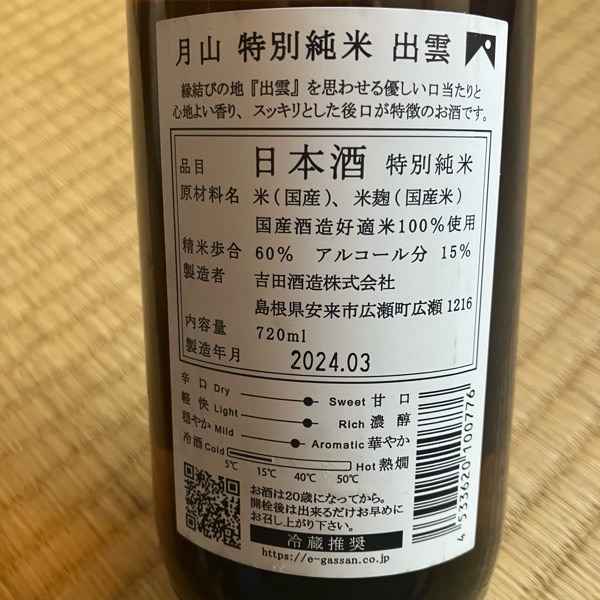 月山 特別純米 出雲
縁結びの地『出雲』を思わせる優しい口当たりと
心地よい香り、スッキリとした後口が特徴のお酒です。
品目 日本酒 特別純米
原材料名 米(国産)、米麹(国産米)
国産酒造好適米100%使用
精米歩合 60% アルコール分 15%
製造者 吉田酒造株式会社
島根県安来市広瀬町広瀬1216
内容量 720ml
製造年月 2024.03
辛口 Dry Sweet 甘口
軽快 Light Rich 濃醇
穏やか Mild Aromatic 華やか
冷酒 Cold Hot 熱燗
5℃ 15℃ 40℃ 50℃
お酒は20歳になってから。
開栓後は出来るだけお早めに
お召し上がり下さい。
冷蔵推奨
https://e-gassan.co.jp
4 533620 100776